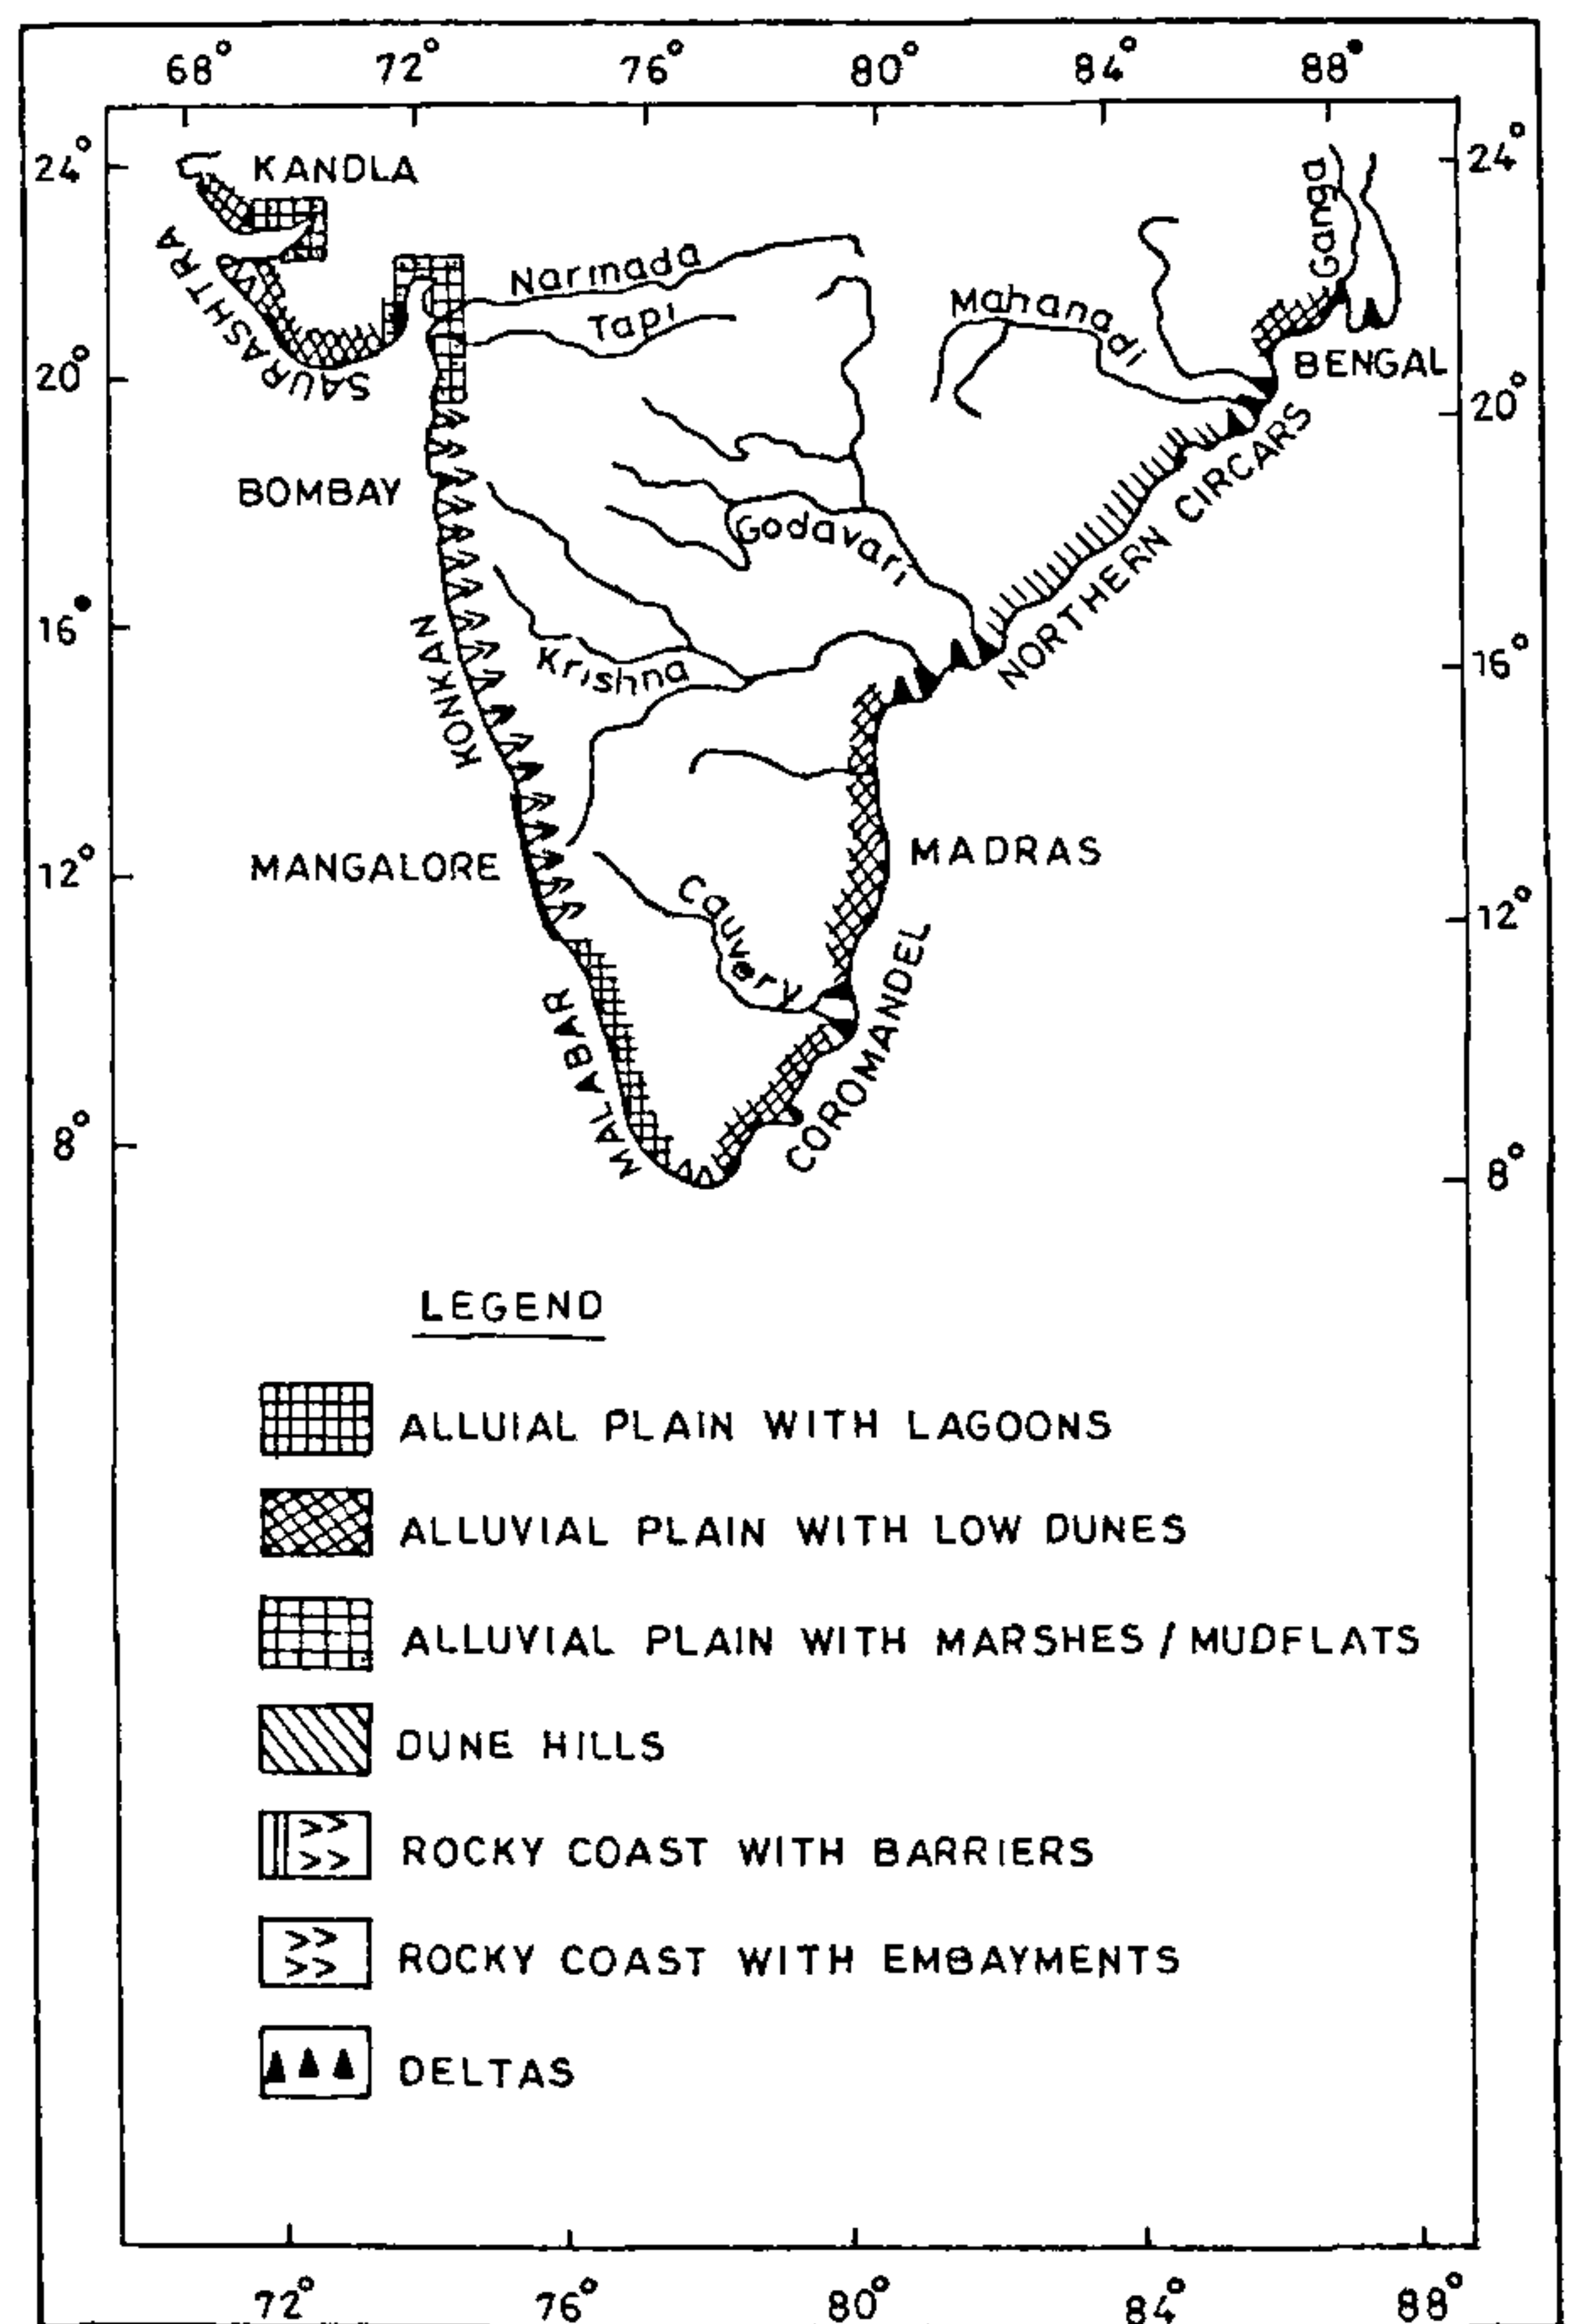 68° 72° 76° 80° 84° 88°
24° 24°
KANDLA
Ganga
SAURASHTRA
Narmada
Tapi
Mahanadi
BENGAL
20° 20°
BOMBAY
NORTHERN CIRCARS
Godavari
16° 16°
KONKAN
Krishna
MADRAS
MANGALORE
12° 12°
Cauvery
COROMANDEL
MALABAR
8° 8°
LEGEND
ALLUIAL PLAIN WITH LAGOONS
ALLUVIAL PLAIN WITH LOW DUNES
ALLUVIAL PLAIN WITH MARSHES / MUDFLATS
DUNE HILLS
ROCKY COAST WITH BARRIERS
ROCKY COAST WITH EMBAYMENTS
DELTAS
72° 76° 80° 84° 88°